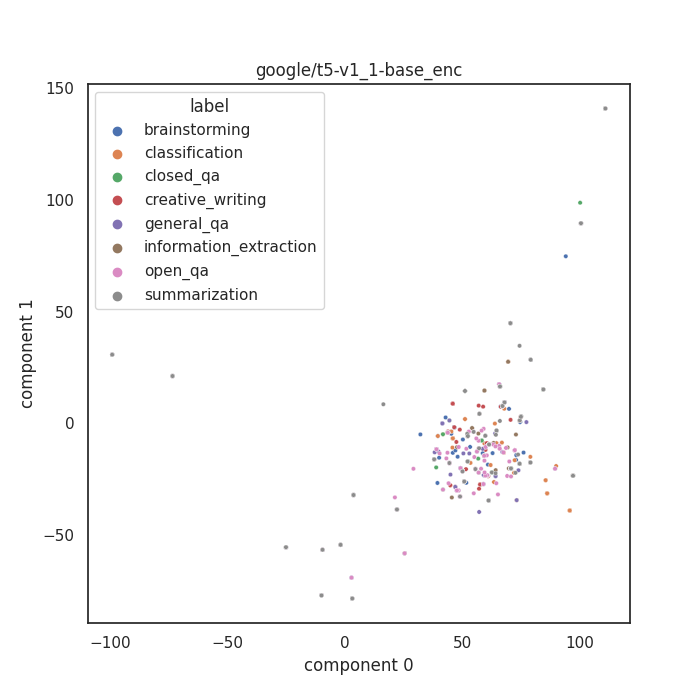 google/t5-v1_1-base_enc
label
brainstorming
classification
closed_qa
creative_writing
general_qa
information_extraction
open_qa
summarization
150
100
50
0
−50
component 1
−100
−50
0
50
100
component 0